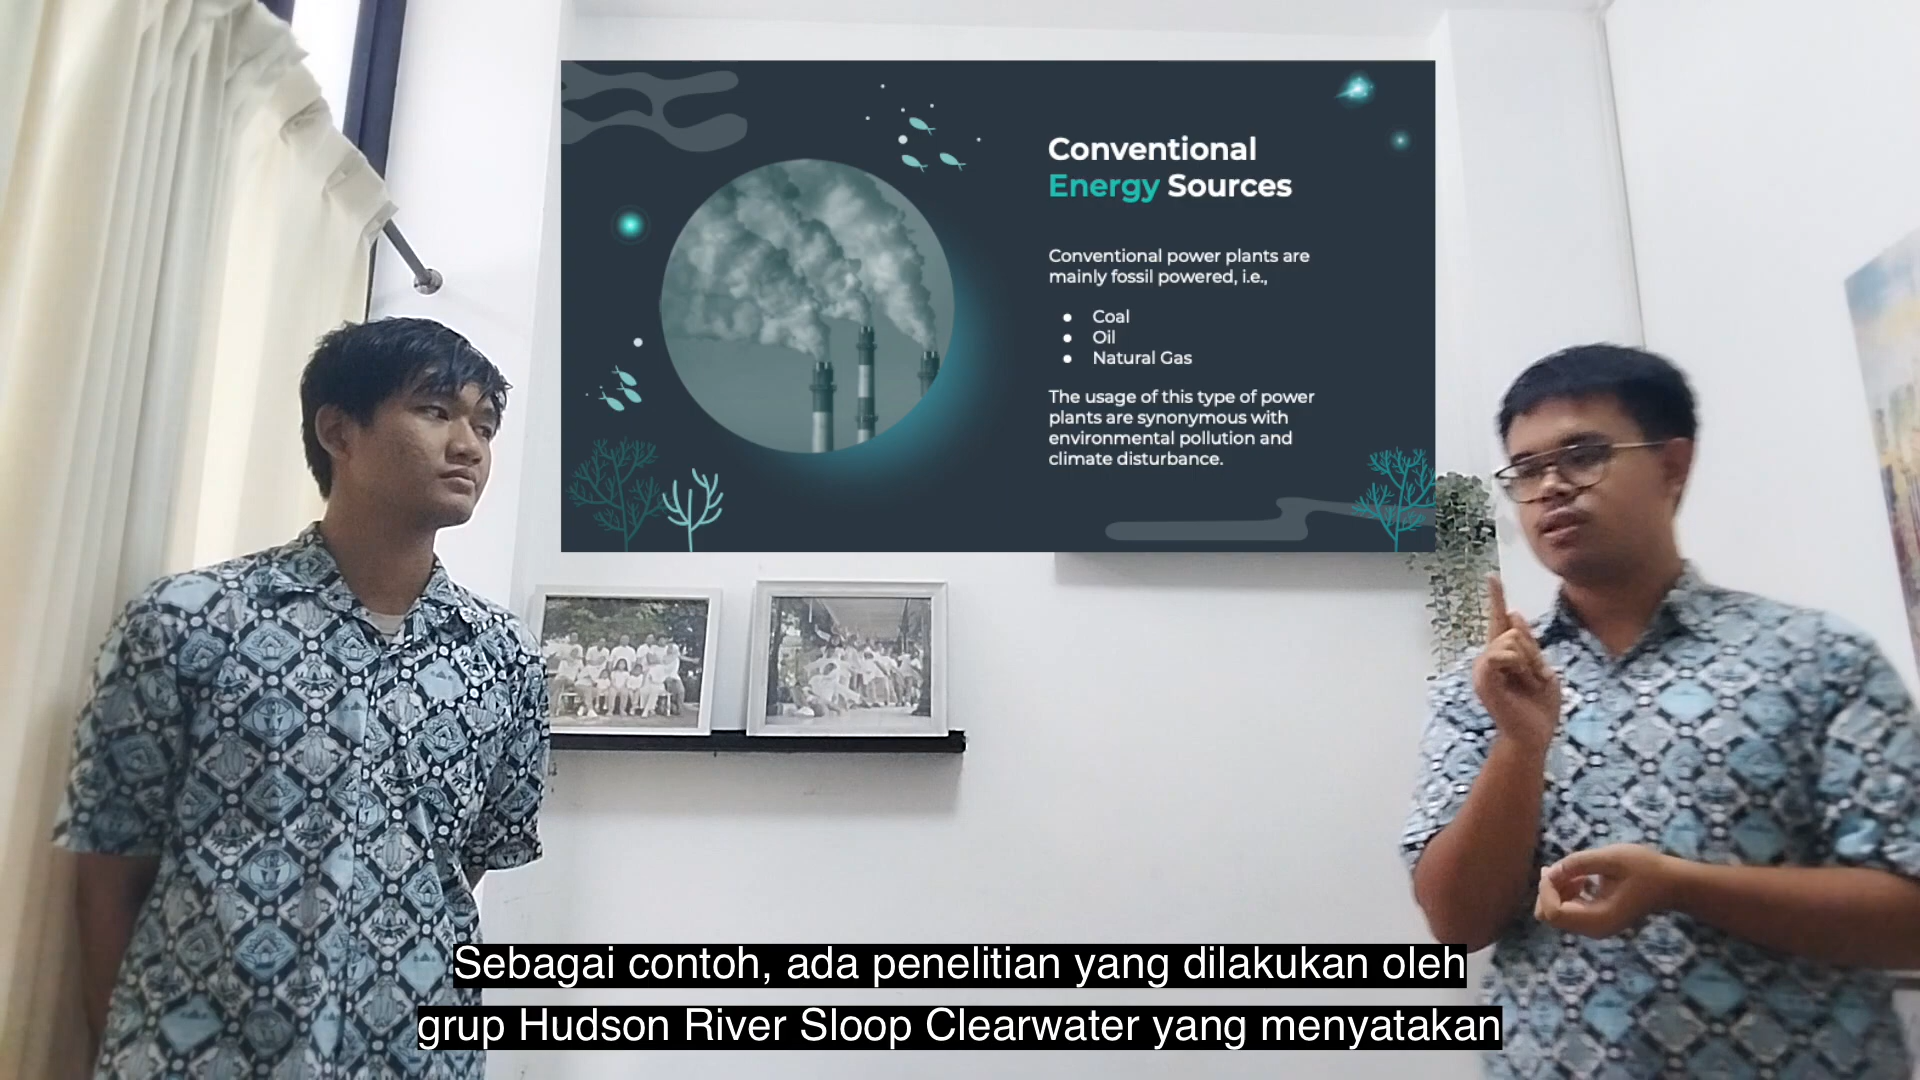 Conventional
Energy Sources
Conventional power plants are
mainly fossil powered, i.e.,
● Coal
● Oil
● Natural Gas
The usage of this type of power
plants are synonymous with
environmental pollution and
climate disturbance.
Sebagai contoh, ada penelitian yang dilakukan oleh
grup Hudson River Sloop Clearwater yang menyatakan